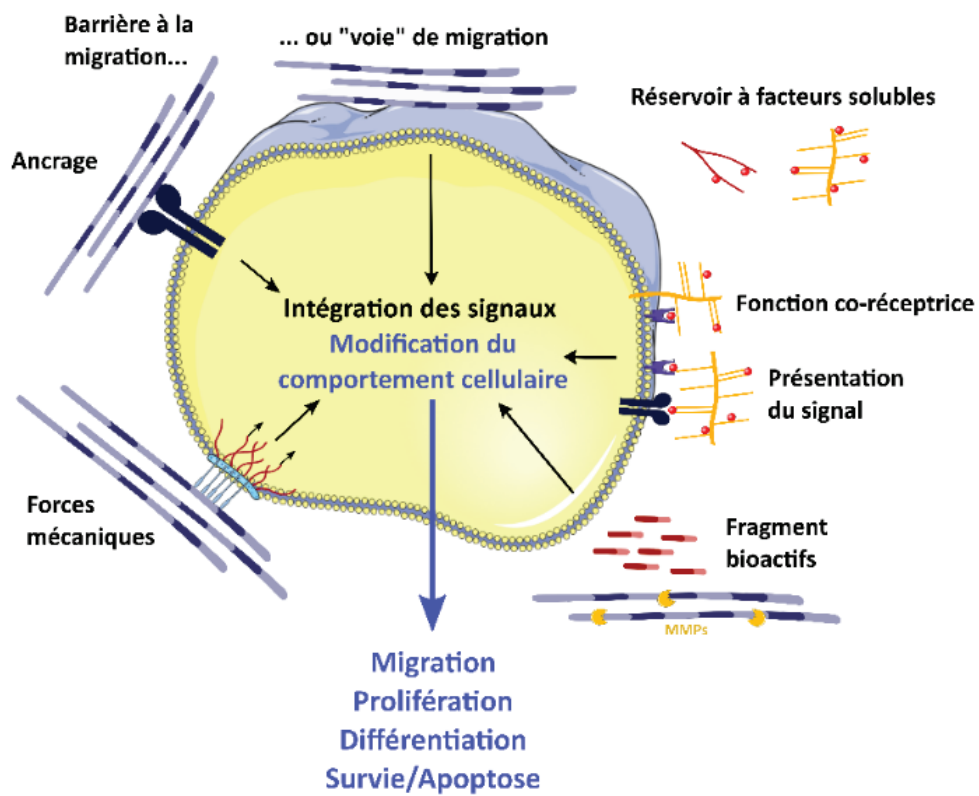 Barrière à la
migration...
... ou "voie" de migration
Réservoir à facteurs solubles
Ancrage
Intégration des signaux
Modification du
comportement cellulaire
Fonction co-réceptrice
Présentation
du signal
Forces
mécaniques
Fragment
bioactifs
MMPs
Migration
Prolifération
Différentiation
Survie/Apoptose